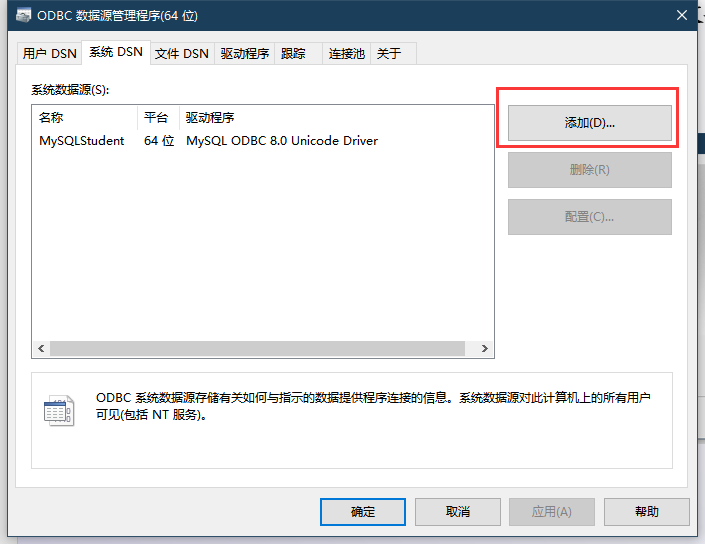 ODBC 数据源管理程序(64 位)
用户 DSN 系统 DSN 文件 DSN 驱动程序 跟踪 连接池 关于
系统数据源(S):
名称 平台 驱动程序
MySQLStudent 64 位 MySQL ODBC 8.0 Unicode Driver
添加(D)...
删除(R)
配置(C)...
ODBC 系统数据源存储有关如何与指示的数据提供程序连接的信息。系统数据源对此计算机上的所有用户
可见(包括 NT 服务)。
确定 取消 应用(A) 帮助